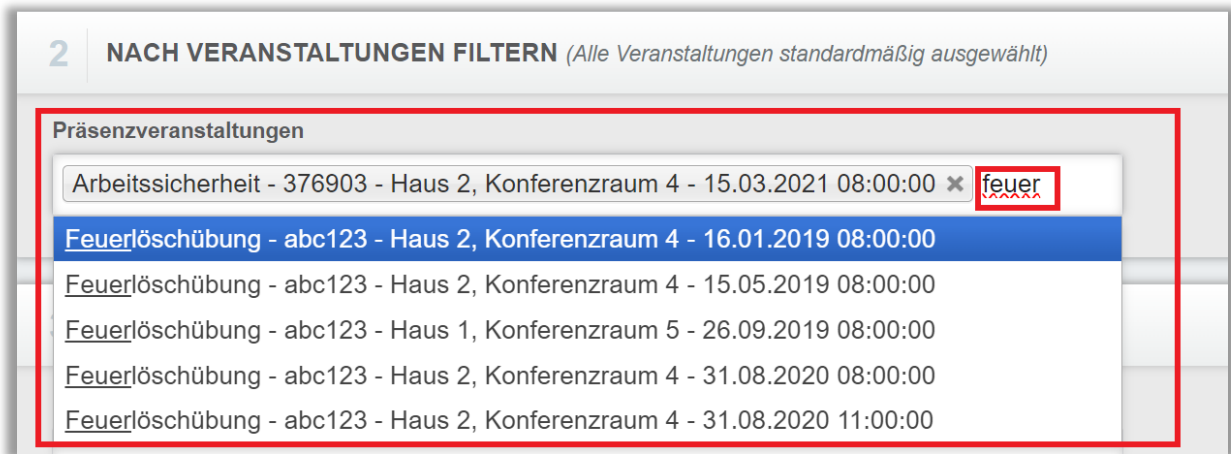 2 NACH VERANSTALTUNGEN FILTERN (Alle Veranstaltungen standardmäßig ausgewählt)
Präsenzveranstaltungen
Arbeitssicherheit - 376903 - Haus 2, Konferenzraum 4 - 15.03.2021 08:00:00 × feuer
Feuerlöschübung - abc123 - Haus 2, Konferenzraum 4 - 16.01.2019 08:00:00
Feuerlöschübung - abc123 - Haus 2, Konferenzraum 4 - 15.05.2019 08:00:00
Feuerlöschübung - abc123 - Haus 1, Konferenzraum 5 - 26.09.2019 08:00:00
Feuerlöschübung - abc123 - Haus 2, Konferenzraum 4 - 31.08.2020 08:00:00
Feuerlöschübung - abc123 - Haus 2, Konferenzraum 4 - 31.08.2020 11:00:00